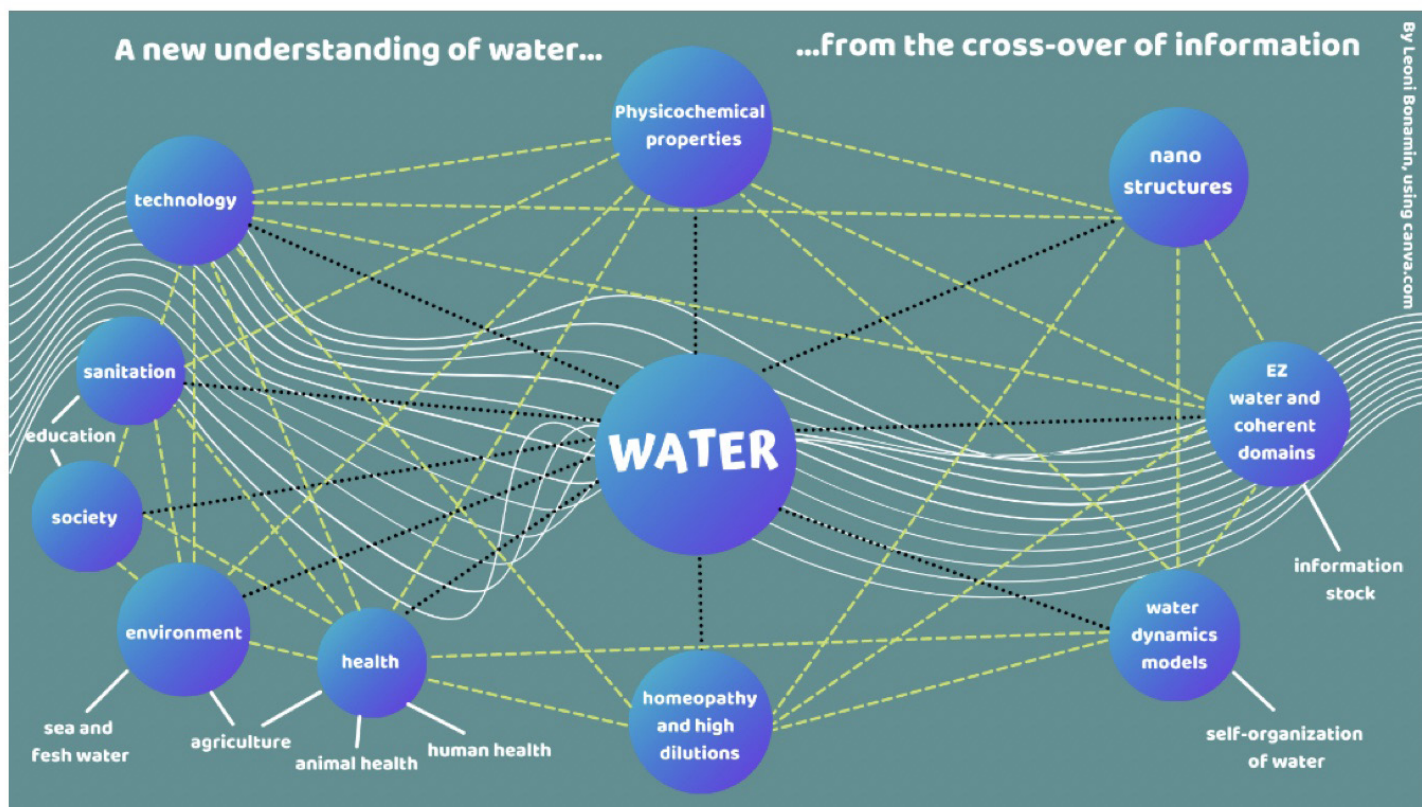 A new understanding of water...
...from the cross-over of information
By Leoni Bonamin, using canva.com
Physicochemical
properties
nano
structures
technology
sanitation
education
society
environment
sea and
fesh water
agriculture
health
animal health
human health
WATER
homeopathy
and high
dilutions
EZ
water and
coherent
domains
information
stock
water
dynamics
models
self-organization
of water